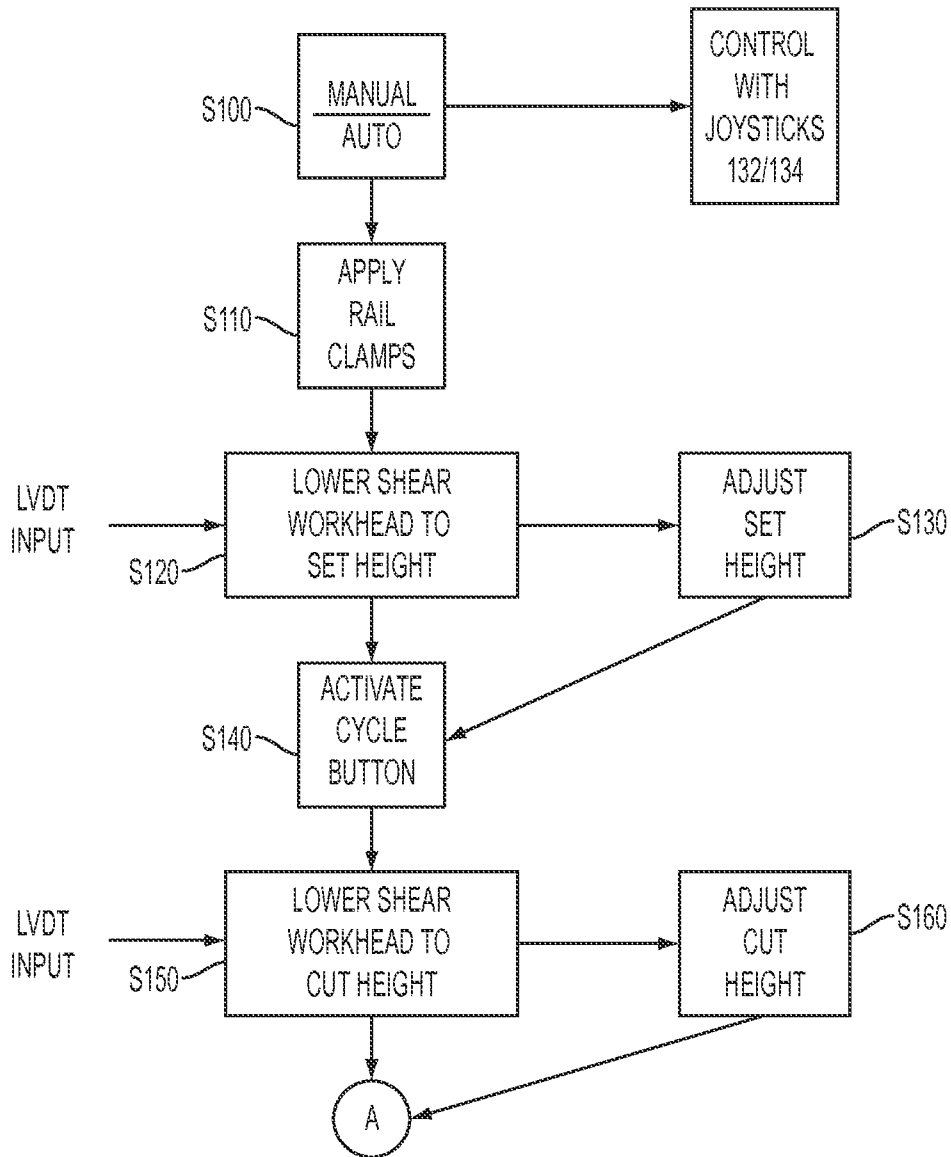 S100
MANUAL
AUTO
CONTROL
WITH
JOYSTICKS
132/134
S110
APPLY
RAIL
CLAMPS
LVDT
INPUT
S120
LOWER SHEAR
WORKHEAD TO
SET HEIGHT
ADJUST
SET
HEIGHT
S130
S140
ACTIVATE
CYCLE
BUTTON
LVDT
INPUT
S150
LOWER SHEAR
WORKHEAD TO
CUT HEIGHT
ADJUST
CUT
HEIGHT
S160
A